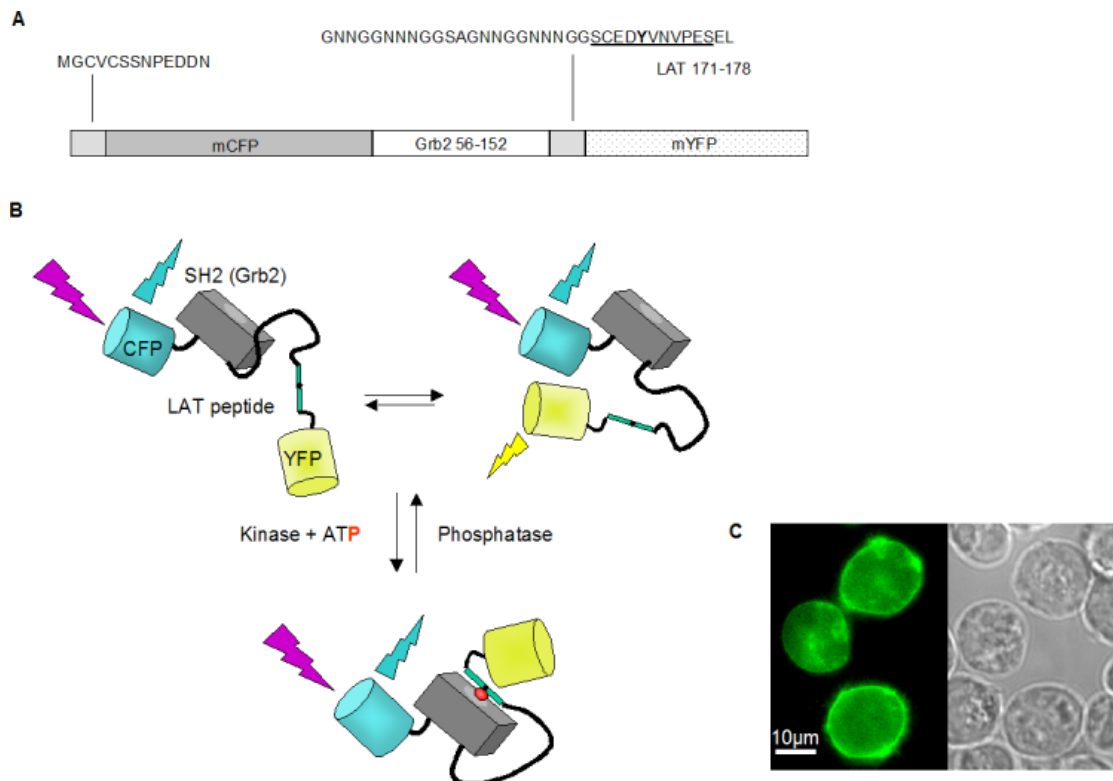 A
GNNGGNNNGGSAGNNGGNNNGGSCEDYVNVPESEL
MGCVCSSNPEDDN
LAT 171-178
mCFP
Grb2 56-152
mYFP
B
SH2 (Grb2)
CFP
LAT peptide
YFP
Kinase + ATP
Phosphatase
C
10μm